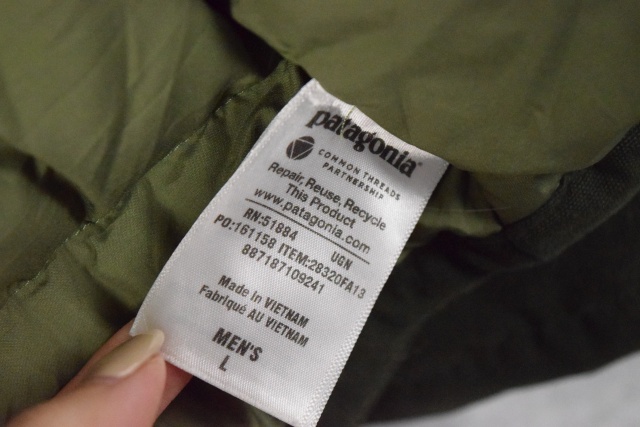 patagonia
COMMON THREADS
PARTNERSHIP
Repair, Reuse, Recycle
This Product
www.patagonia.com
RN:51884 UGN
PO:161158 ITEM:28320FA13
887187109241
Made in VIETNAM
Fabriqué AU VIETNAM
MEN'S
L